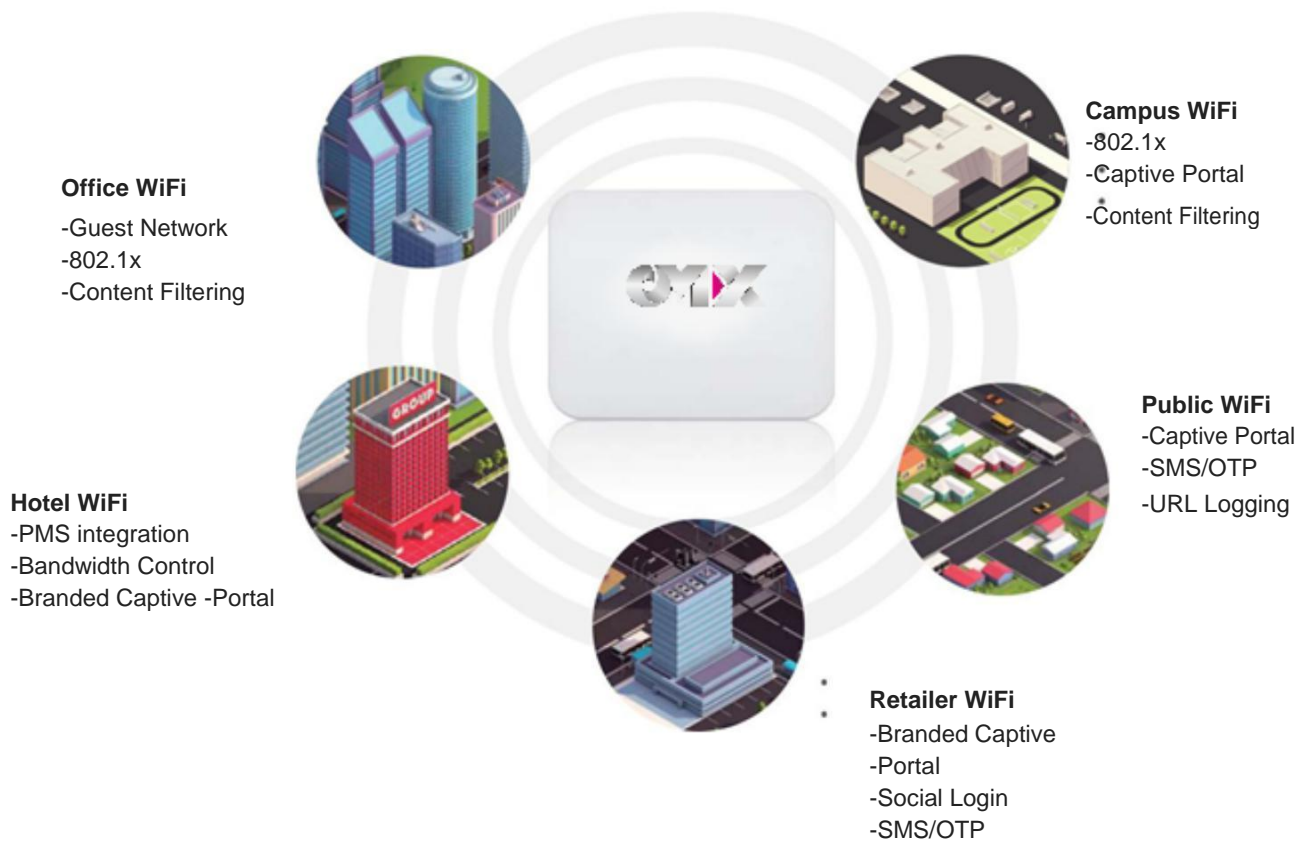 Office WiFi
-Guest Network
-802.1x
-Content Filtering
Campus WiFi
-802.1x
-Captive Portal
-Content Filtering
Hotel WiFi
-PMS integration
-Bandwidth Control
-Branded Captive -Portal
GROUP
Public WiFi
-Captive Portal
-SMS/OTP
-URL Logging
Retailer WiFi
-Branded Captive
-Portal
-Social Login
-SMS/OTP